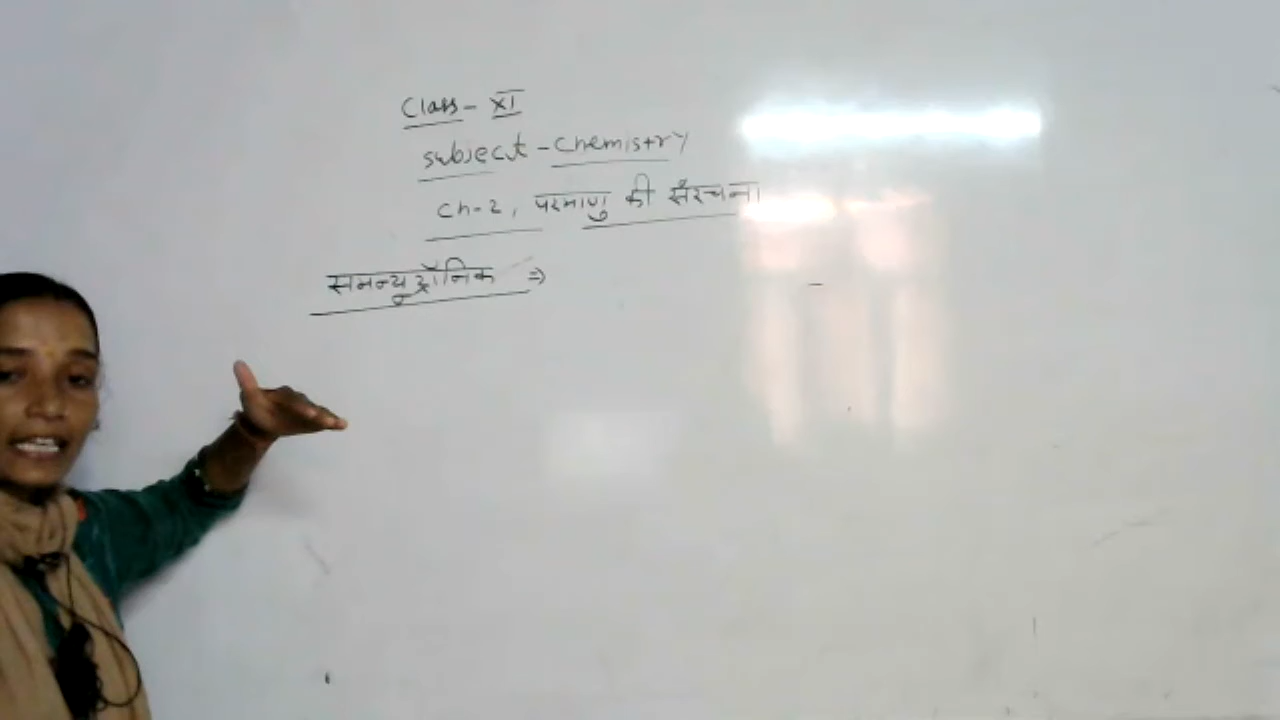 Class - XI
subject - Chemistry
Ch-2, परमाणु की सँरचना
समन्यूट्रॉनिक ⇒